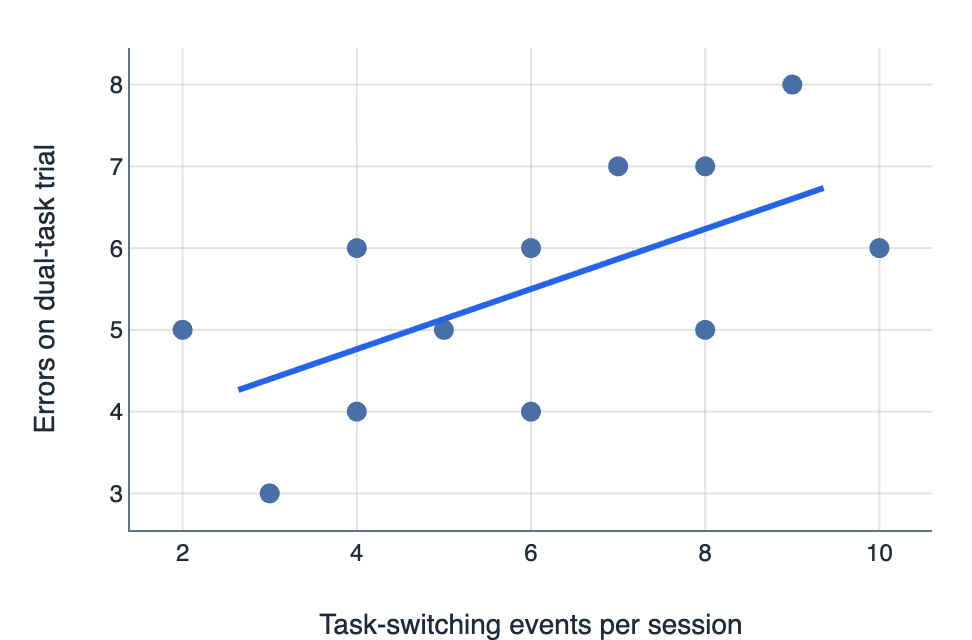 Errors on dual-task trial
8
7
6
5
4
3
2 4 6 8 10
Task-switching events per session